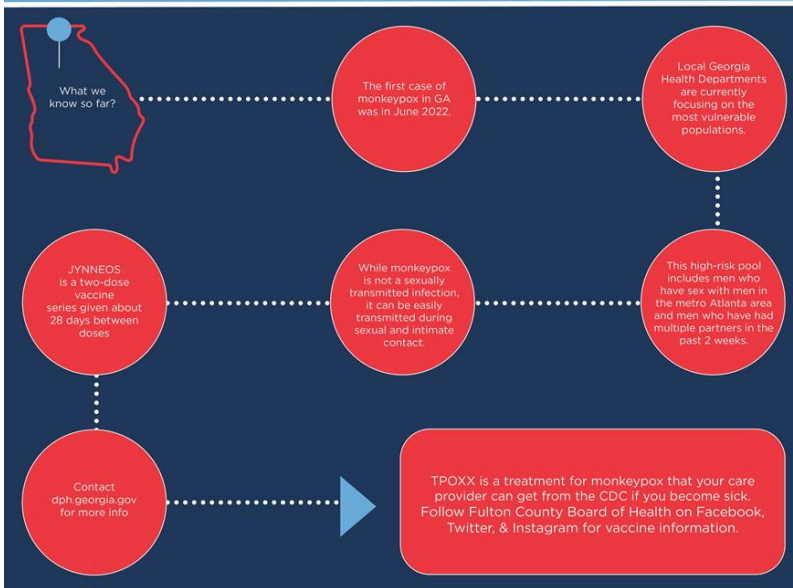 What we
know so far?
The first case of
monkeypox in GA
was in June 2022.
Local Georgia
Health Departments
are currently
focusing on the
most vulnerable
populations.
This high-risk pool
includes men who
have sex with men in
the metro Atlanta area
and men who have had
multiple partners in the
past 2 weeks.
While monkeypox
is not a sexually
transmitted infection,
it can be easily
transmitted during
sexual and intimate
contact.
JYNNEOS
is a two-dose
vaccine
series given about
28 days between
doses
Contact
dph.georgia.gov
for more info
TPOXX is a treatment for monkeypox that your care
provider can get from the CDC if you become sick.
Follow Fulton County Board of Health on Facebook,
Twitter, & Instagram for vaccine information.